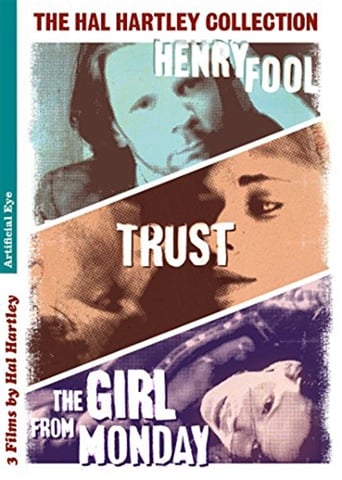 THE HAL HARTLEY COLLECTION
HENRY FOOL
TRUST
THE GIRL
FROM MONDAY
Artificial Eye
3 Films by Hal Hartley